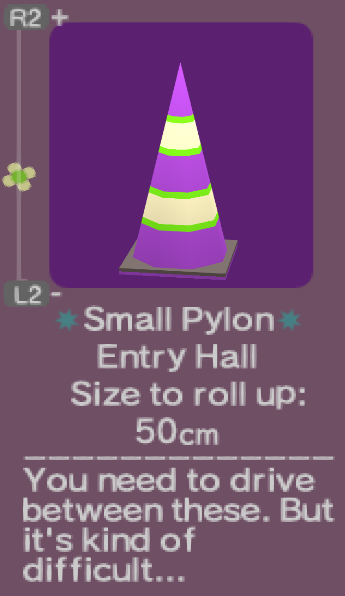 R2 +
L2 -
Small Pylon
Entry Hall
Size to roll up:
50cm
You need to drive
between these. But
it's kind of
difficult...